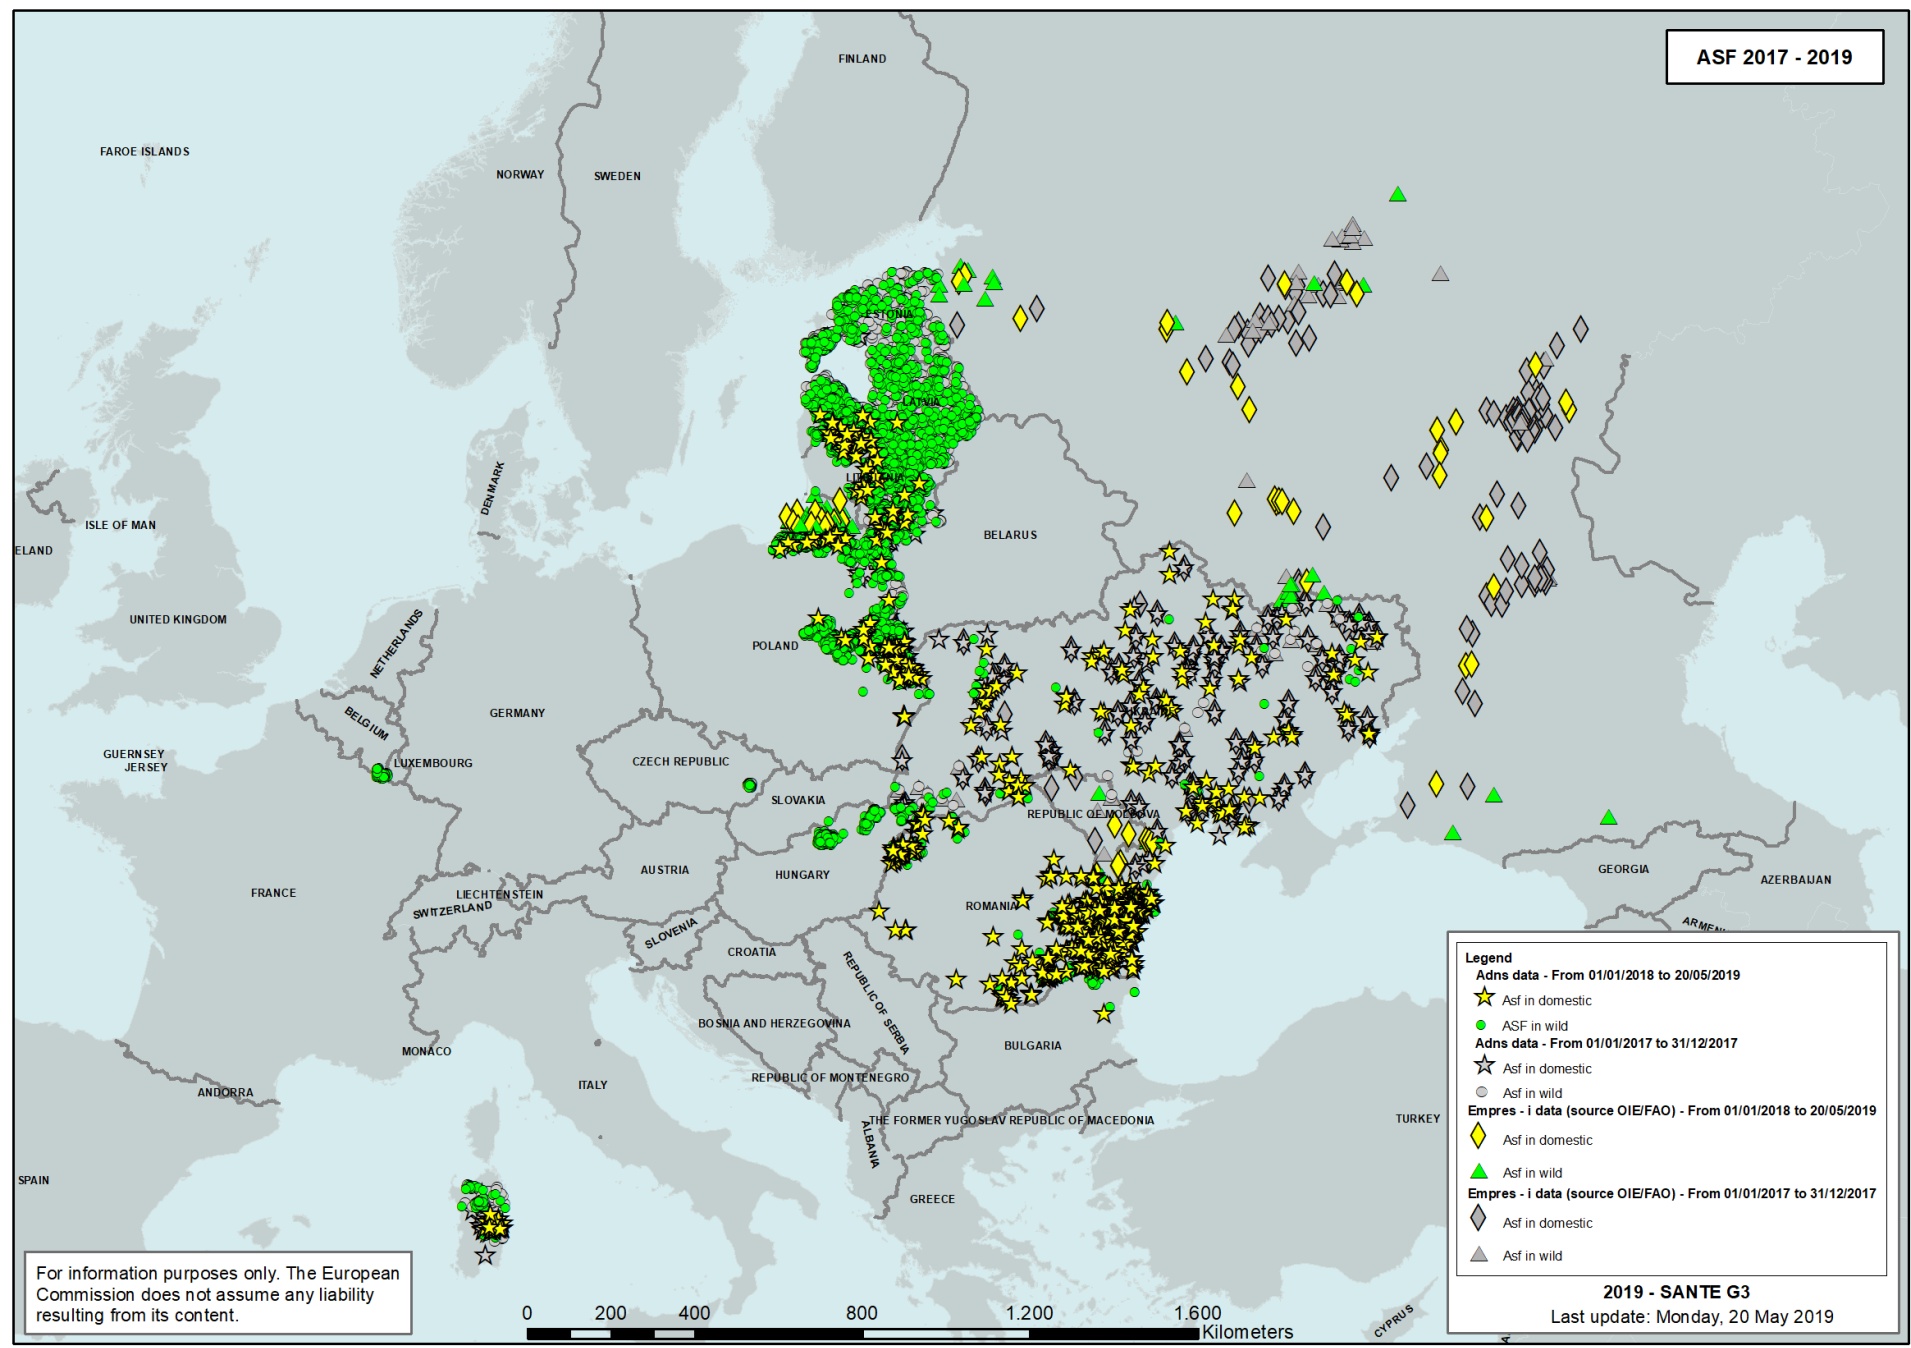 ASF 2017 - 2019
FINLAND
FAROE ISLANDS
NORWAY
SWEDEN
ESTONIA
LATVIA
DENMARK
LITHUANIA
ISLE OF MAN
ELAND
BELARUS
UNITED KINGDOM
NETHERLANDS
POLAND
BELGIUM
GERMANY
UKRAINE
GUERNSEY
JERSEY
LUXEMBOURG
CZECH REPUBLIC
SLOVAKIA
REPUBLIC OF MOLDOVA
AUSTRIA
HUNGARY
GEORGIA
AZERBAIJAN
FRANCE
LIECHTENSTEIN
SWITZERLAND
ROMANIA
SLOVENIA
CROATIA
REPUBLIC OF SERBIA
BOSNIA AND HERZEGOVINA
BULGARIA
MONACO
ANDORRA
ITALY
REPUBLIC OF MONTENEGRO
THE FORMER YUGOSLAV REPUBLIC OF MACEDONIA
ALBANIA
TURKEY
SPAIN
GREECE
CYPRUS
ARMEN
Legend
Adns data - From 01/01/2018 to 20/05/2019
Asf in domestic
ASF in wild
Adns data - From 01/01/2017 to 31/12/2017
Asf in domestic
Asf in wild
Empres - i data (source OIE/FAO) - From 01/01/2018 to 20/05/2019
Asf in domestic
Asf in wild
Empres - i data (source OIE/FAO) - From 01/01/2017 to 31/12/2017
Asf in domestic
Asf in wild
2019 - SANTE G3
Last update: Monday, 20 May 2019
For information purposes only. The European
Commission does not assume any liability
resulting from its content.
0 200 400 800 1.200 1.600
Kilometers